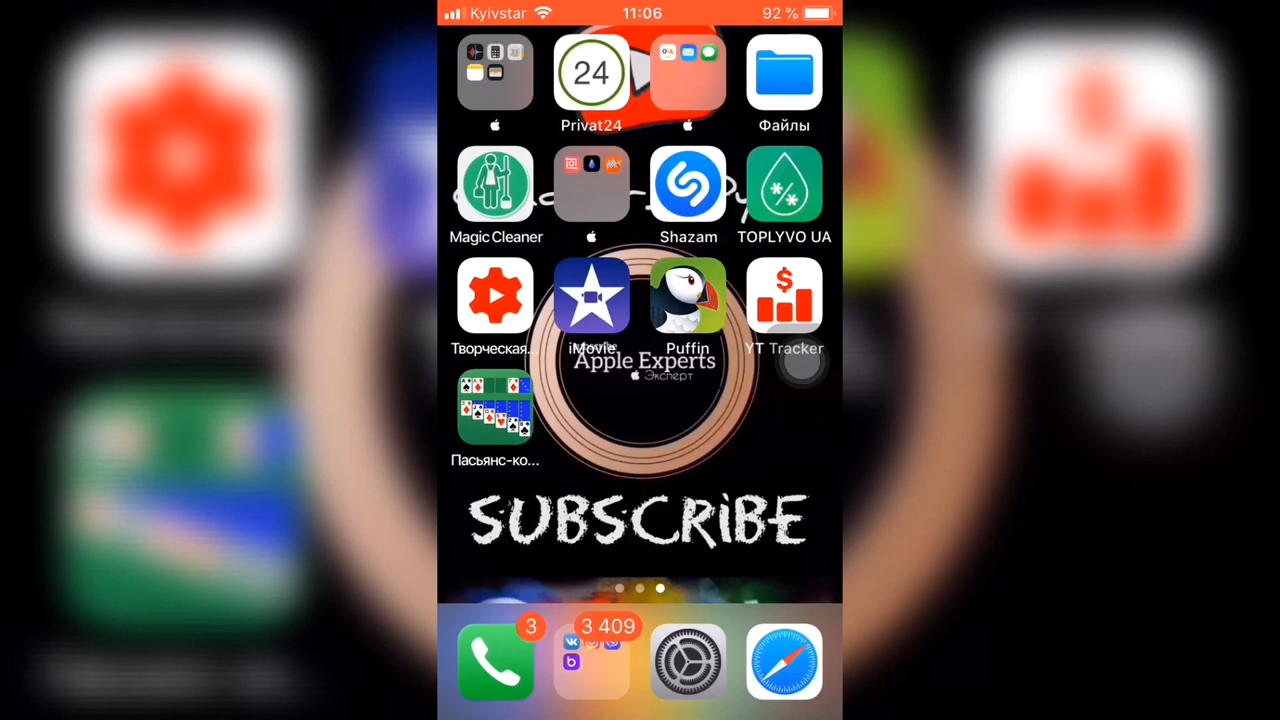 Kyivstar 11:06 92 %
24
Privat24 Файлы
Magic Cleaner Shazam TOPLYVO UA
Творческая... iMovie Puffin YT Tracker
Apple Experts
Эксперт
Пасьянс-ко...
SUBSCRIBE
3 3 409